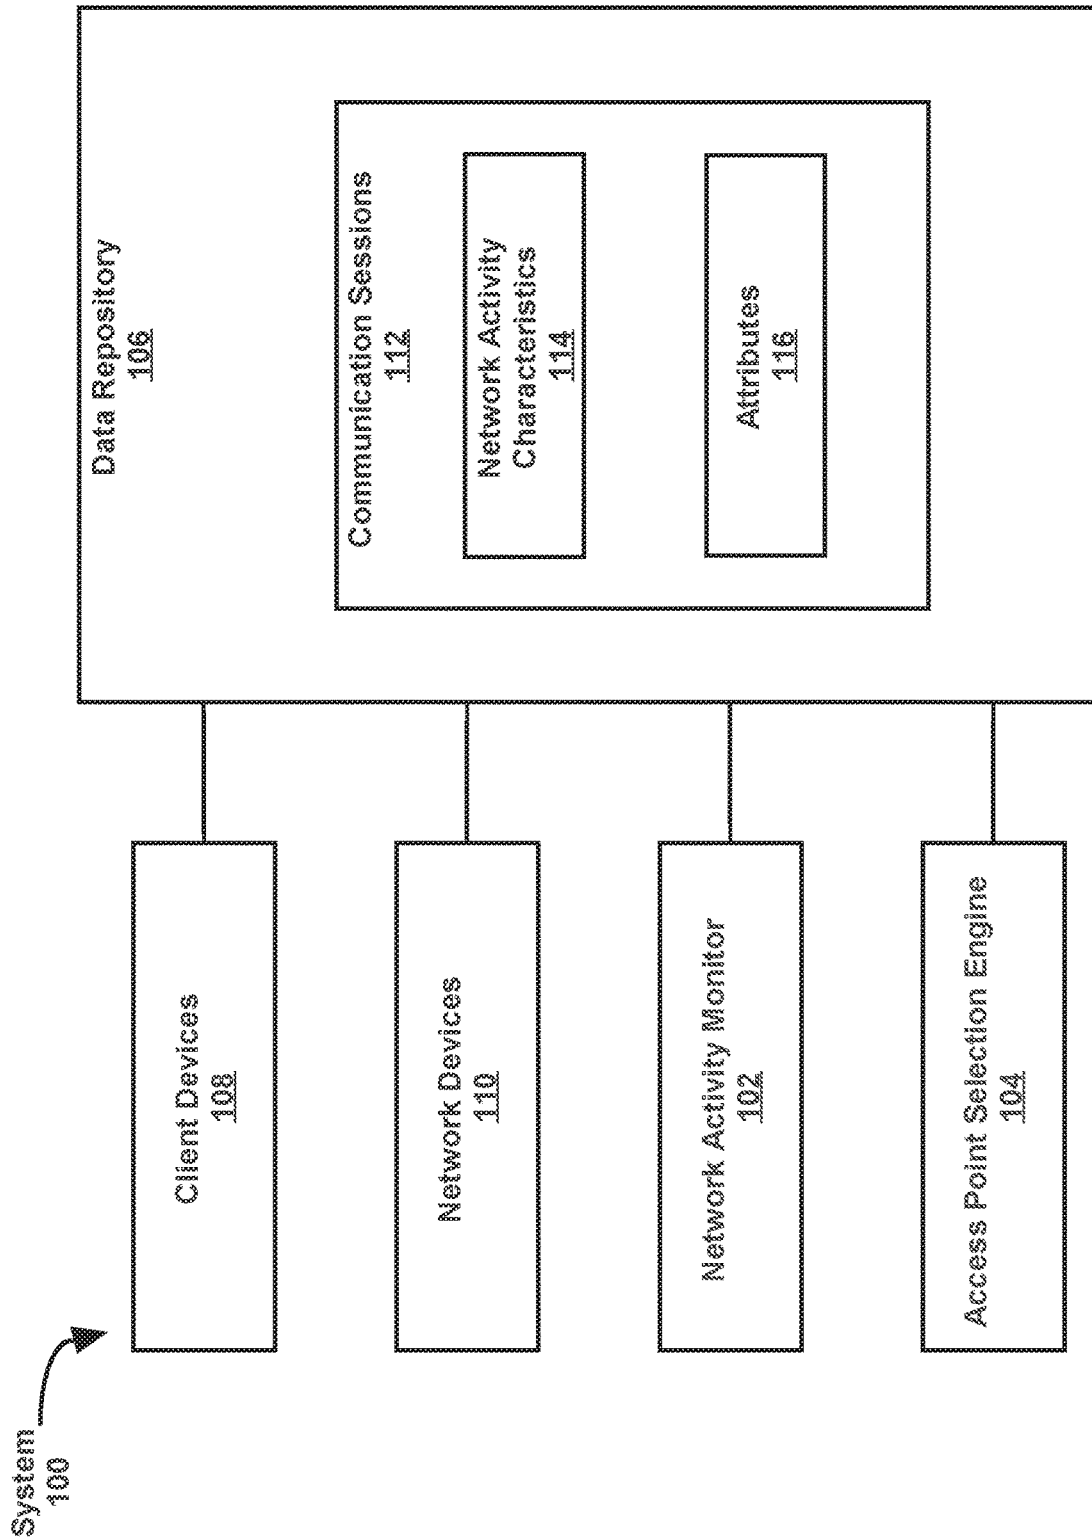 System
100
Client Devices
108
Network Devices
110
Network Activity Monitor
102
Access Point Selection Engine
104
Data Repository
106
Communication Sessions
112
Network Activity
Characteristics
114
Attributes
116